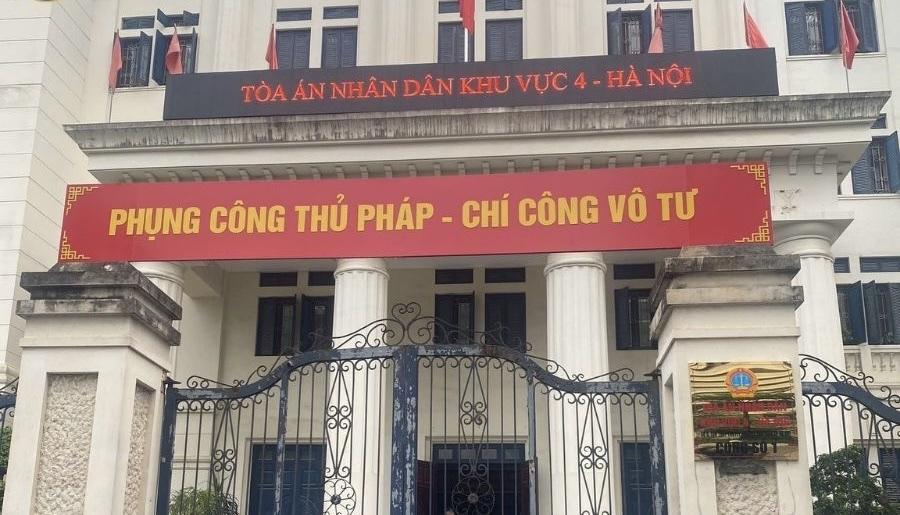 TÒA ÁN NHÂN DÂN KHU VỰC 4 - HÀ NỘI
PHỤNG CÔNG THỦ PHÁP - CHÍ CÔNG VÔ TƯ